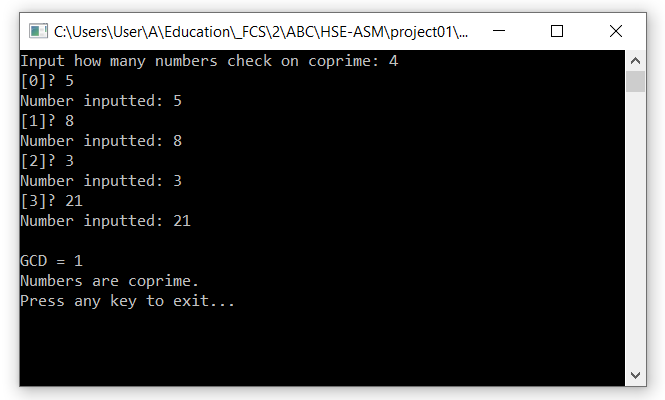 C:\Users\User\A\Education\_FCS\2\ABC\HSE-ASM\project01\...
Input how many numbers check on coprime: 4
[0]? 5
Number inputted: 5
[1]? 8
Number inputted: 8
[2]? 3
Number inputted: 3
[3]? 21
Number inputted: 21
GCD = 1
Numbers are coprime.
Press any key to exit...